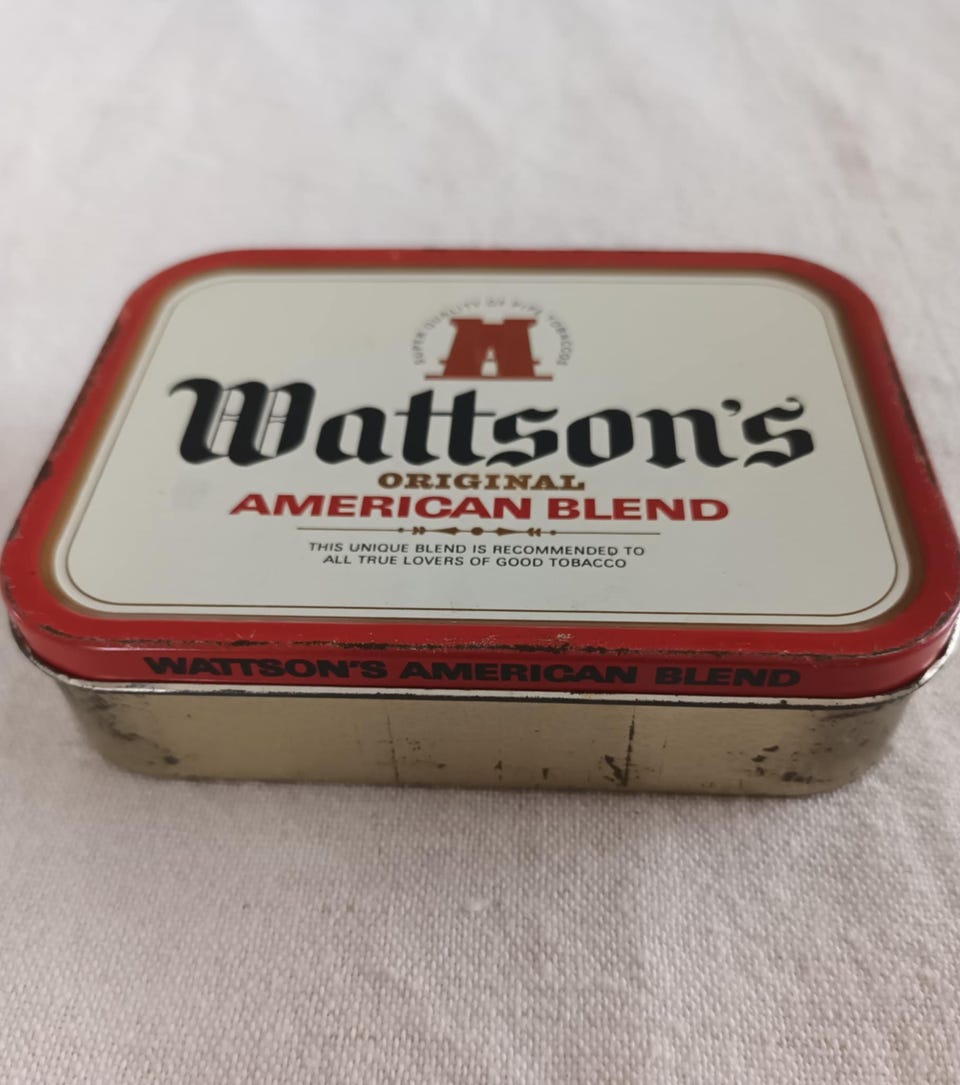 SUPER QUALITY OF PIPE TOBACCOS
Wattson's
ORIGINAL
AMERICAN BLEND
THIS UNIQUE BLEND IS RECOMMENDED TO
ALL TRUE LOVERS OF GOOD TOBACCO
WATTSON'S AMERICAN BLEND